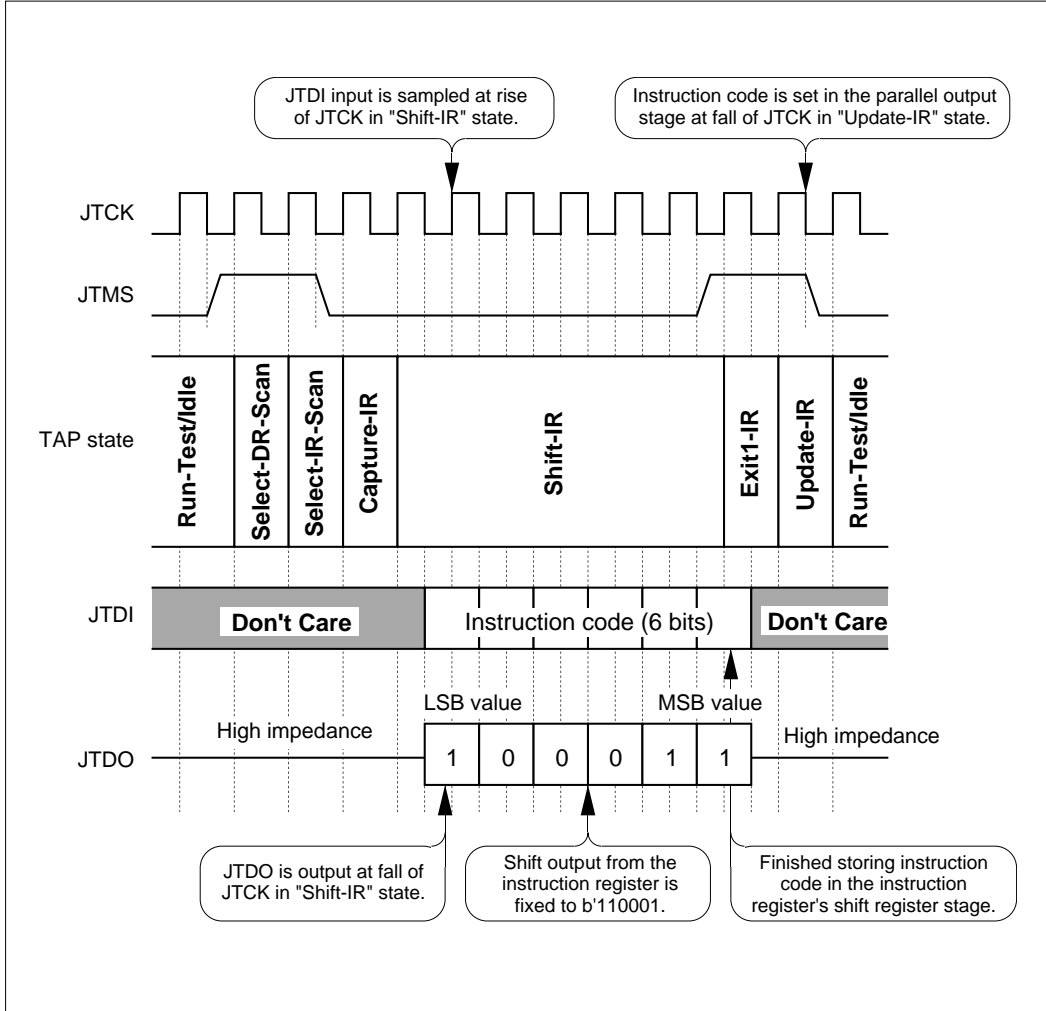 JTDI input is sampled at rise
of JTCK in "Shift-IR" state.
Instruction code is set in the parallel output
stage at fall of JTCK in "Update-IR" state.
JTCK
JTMS
TAP state
Run-Test/Idle
Select-DR-Scan
Select-IR-Scan
Capture-IR
Shift-IR
Exit1-IR
Update-IR
Run-Test/Idle
JTDI
Don't Care
Instruction code (6 bits)
Don't Care
LSB value
MSB value
High impedance
High impedance
JTDO
1 0 0 0 1 1
JTDO is output at fall of
JTCK in "Shift-IR" state.
Shift output from the
instruction register is
fixed to b'110001.
Finished storing instruction
code in the instruction
register's shift register stage.